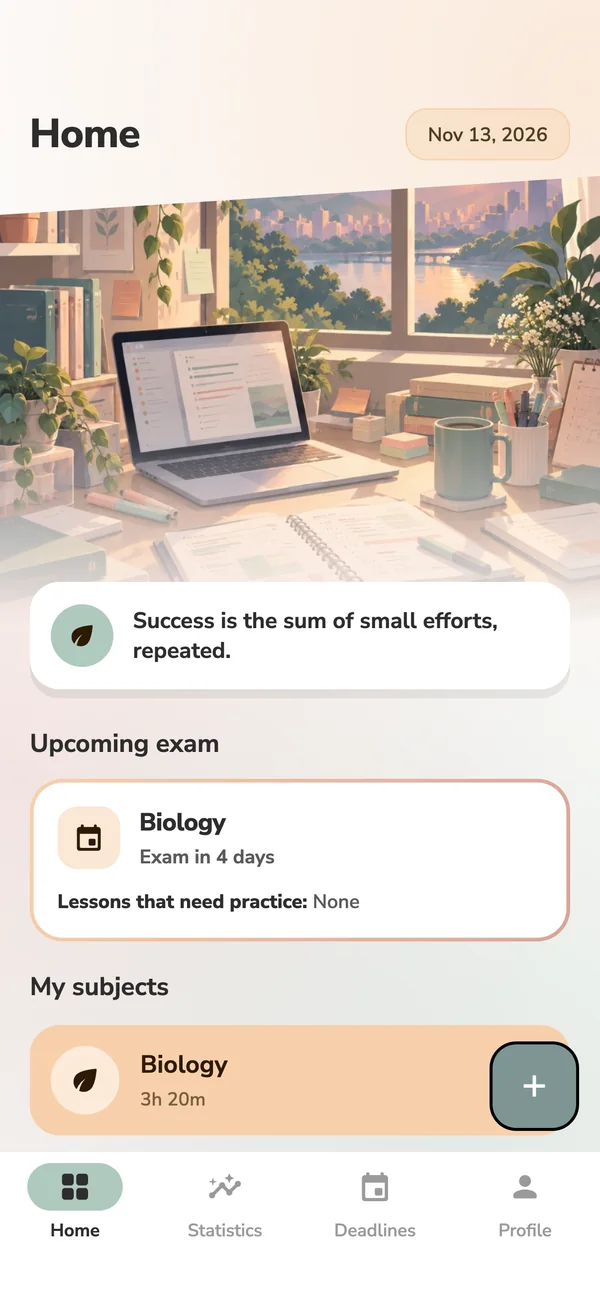 Home
Nov 13, 2026
Success is the sum of small efforts,
repeated.
Upcoming exam
Biology
Exam in 4 days
Lessons that need practice: None
My subjects
Biology
3h 20m
+
Home
Statistics
Deadlines
Profile